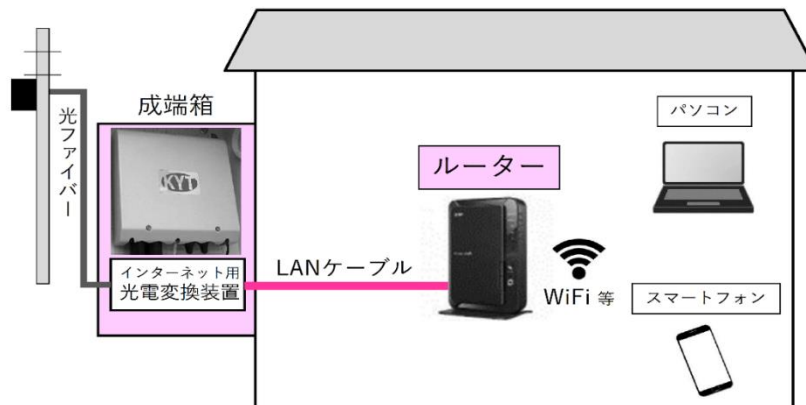 成端箱
光ファイバー
KYT
インターネット用
光電変換装置
LANケーブル
ルーター
WiFi 等
パソコン
スマートフォン